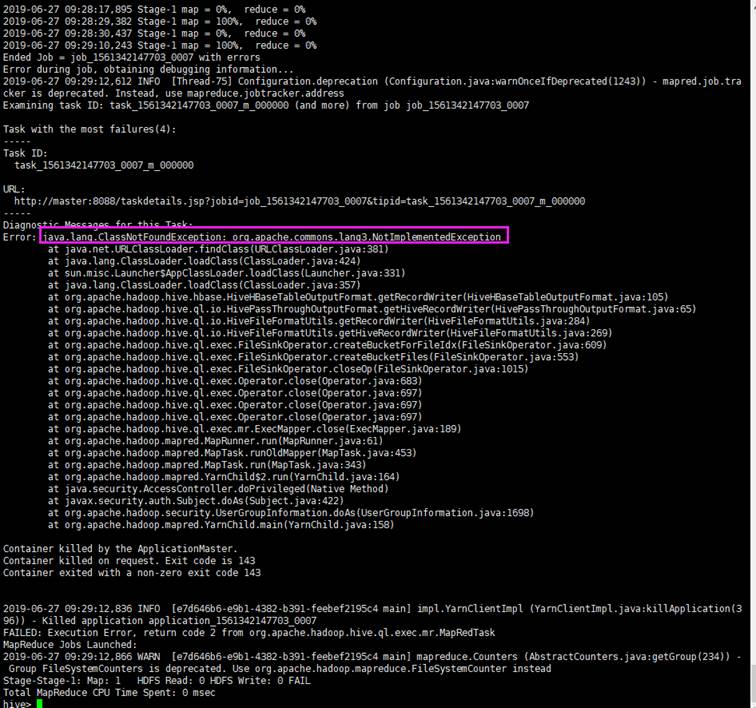 2019-06-27 09:28:17,895 Stage-1 map = 0%,  reduce = 0%
2019-06-27 09:28:29,382 Stage-1 map = 100%,  reduce = 0%
2019-06-27 09:28:30,437 Stage-1 map = 0%,  reduce = 0%
2019-06-27 09:29:10,243 Stage-1 map = 100%,  reduce = 0%
Ended Job = job_1561342147703_0007 with errors
Error during job, obtaining debugging information...
2019-06-27 09:29:12,612 INFO  [Thread-75] Configuration.deprecation (Configuration.java:warnOnceIfDeprecated(1243)) - mapred.job.tra
cker is deprecated. Instead, use mapreduce.jobtracker.address
Examining task ID: task_1561342147703_0007_m_000000 (and more) from job job_1561342147703_0007
Task with the most failures(4):
-----
Task ID:
  task_1561342147703_0007_m_000000
URL:
  http://master:8088/taskdetails.jsp?jobid=job_1561342147703_0007&tipid=task_1561342147703_0007_m_000000
-----
Diagnostic Messages for this Task:
Error: java.lang.ClassNotFoundException: org.apache.commons.lang3.NotImplementedException
        at java.net.URLClassLoader.findClass(URLClassLoader.java:381)
        at java.lang.ClassLoader.loadClass(ClassLoader.java:424)
        at sun.misc.Launcher$AppClassLoader.loadClass(Launcher.java:331)
        at java.lang.ClassLoader.loadClass(ClassLoader.java:357)
        at org.apache.hadoop.hive.hbase.HiveHBaseTableOutputFormat.getRecordWriter(HiveHBaseTableOutputFormat.java:105)
        at org.apache.hadoop.hive.ql.io.HivePassThroughOutputFormat.getHiveRecordWriter(HivePassThroughOutputFormat.java:65)
        at org.apache.hadoop.hive.ql.io.HiveFileFormatUtils.getRecordWriter(HiveFileFormatUtils.java:284)
        at org.apache.hadoop.hive.ql.io.HiveFileFormatUtils.getHiveRecordWriter(HiveFileFormatUtils.java:269)
        at org.apache.hadoop.hive.ql.exec.FileSinkOperator.createBucketForFileIdx(FileSinkOperator.java:609)
        at org.apache.hadoop.hive.ql.exec.FileSinkOperator.createBucketFiles(FileSinkOperator.java:553)
        at org.apache.hadoop.hive.ql.exec.FileSinkOperator.closeOp(FileSinkOperator.java:1015)
        at org.apache.hadoop.hive.ql.exec.Operator.close(Operator.java:683)
        at org.apache.hadoop.hive.ql.exec.Operator.close(Operator.java:697)
        at org.apache.hadoop.hive.ql.exec.Operator.close(Operator.java:697)
        at org.apache.hadoop.hive.ql.exec.Operator.close(Operator.java:697)
        at org.apache.hadoop.hive.ql.exec.mr.ExecMapper.close(ExecMapper.java:189)
        at org.apache.hadoop.mapred.MapRunner.run(MapRunner.java:61)
        at org.apache.hadoop.mapred.MapTask.runOldMapper(MapTask.java:453)
        at org.apache.hadoop.mapred.MapTask.run(MapTask.java:343)
        at org.apache.hadoop.mapred.YarnChild$2.run(YarnChild.java:164)
        at java.security.AccessController.doPrivileged(Native Method)
        at javax.security.auth.Subject.doAs(Subject.java:422)
        at org.apache.hadoop.security.UserGroupInformation.doAs(UserGroupInformation.java:1698)
        at org.apache.hadoop.mapred.YarnChild.main(YarnChild.java:158)
Container killed by the ApplicationMaster.
Container killed on request. Exit code is 143
Container exited with a non-zero exit code 143
2019-06-27 09:29:12,836 INFO  [e7d646b6-e9b1-4382-b391-feebef2195c4 main] impl.YarnClientImpl (YarnClientImpl.java:killApplication(3
96)) - Killed application application_1561342147703_0007
FAILED: Execution Error, return code 2 from org.apache.hadoop.hive.ql.exec.mr.MapRedTask
MapReduce Jobs Launched:
2019-06-27 09:29:12,866 WARN  [e7d646b6-e9b1-4382-b391-feebef2195c4 main] mapreduce.Counters (AbstractCounters.java:getGroup(234)) -
 Group FileSystemCounters is deprecated. Use org.apache.hadoop.mapreduce.FileSystemCounter instead
Stage-Stage-1: Map: 1   HDFS Read: 0 HDFS Write: 0 FAIL
Total MapReduce CPU Time Spent: 0 msec
hive>